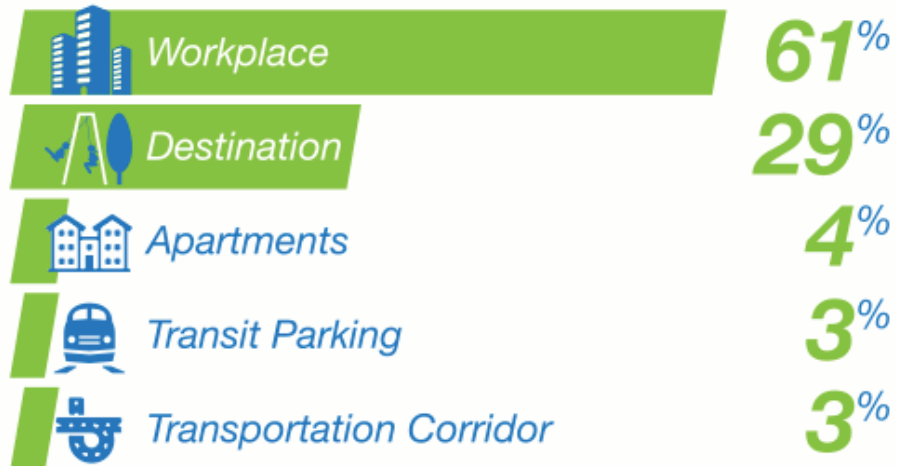 Workplace 61%
Destination 29%
Apartments 4%
Transit Parking 3%
Transportation Corridor 3%